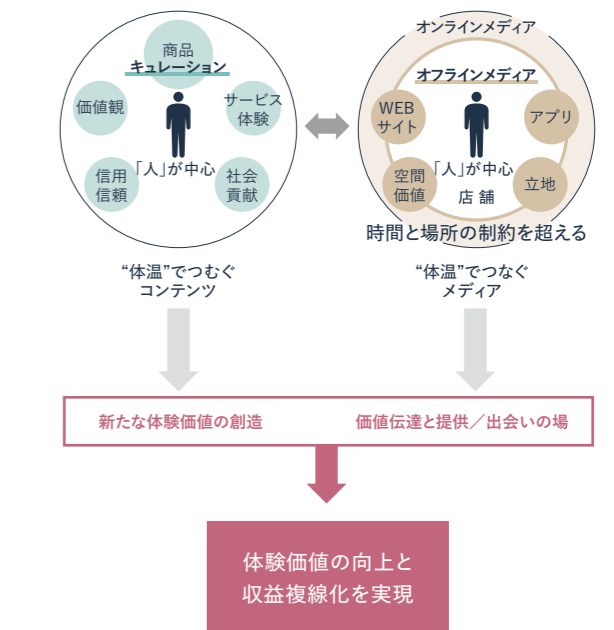 商品
キュレーション
価値観
サービス
体験
「人」が中心
信用
信頼
社会
貢献
“体温”でつむぐ
コンテンツ
オンラインメディア
オフラインメディア
WEB
サイト
アプリ
「人」が中心
空間
価値
店舗
立地
時間と場所の制約を超える
“体温”でつなぐ
メディア
新たな体験価値の創造
価値伝達と提供／出会いの場
体験価値の向上と
収益複線化を実現